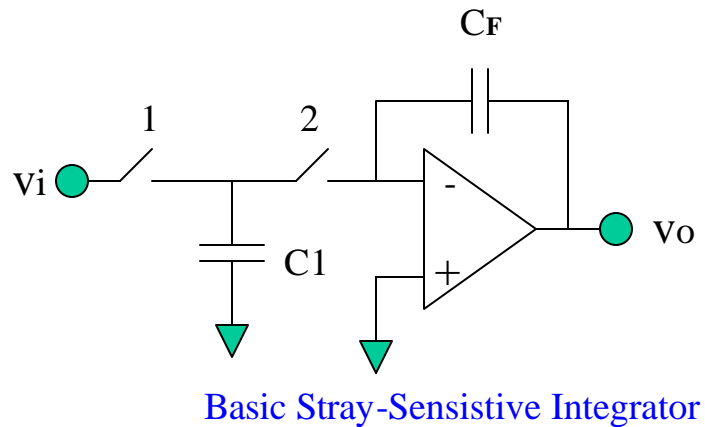 CF
1
2
vi
-
C1
+
vo
Basic Stray-Sensistive Integrator